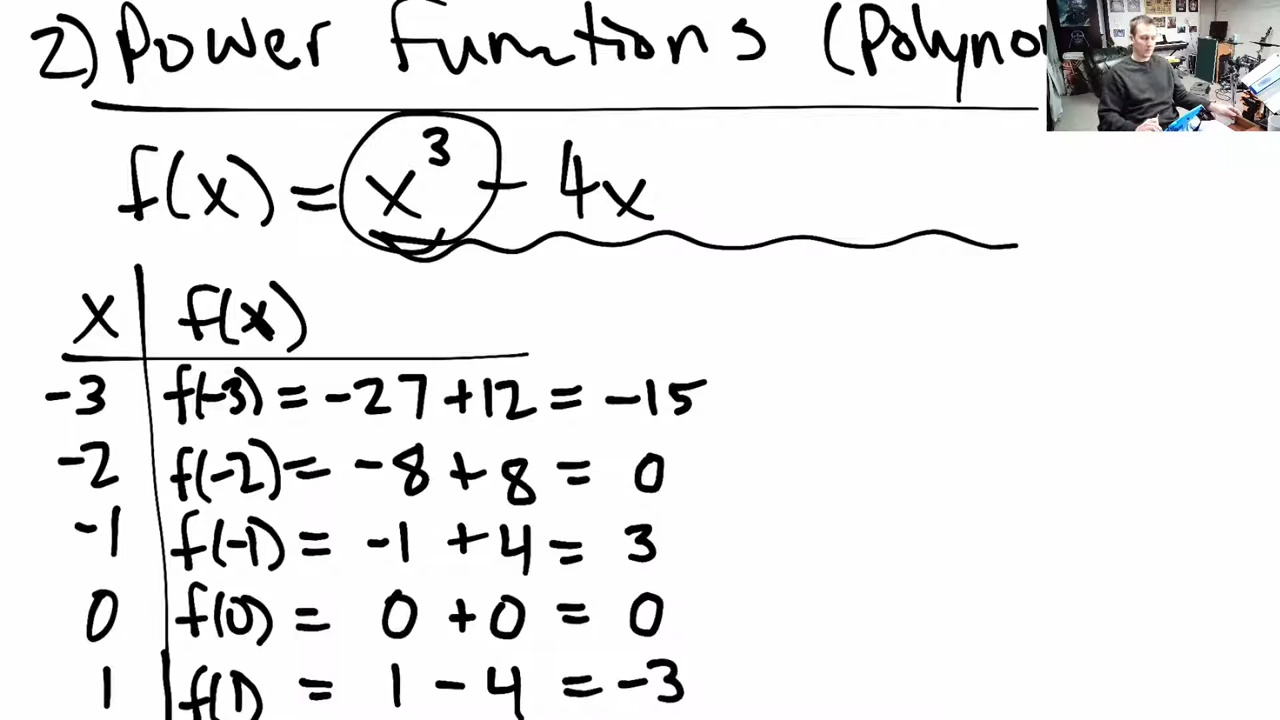 2) Power functions (Polyno
f(x) = x³ - 4x
x f(x)
-3 f(-3) = -27 +12 = -15
-2 f(-2) = -8 + 8 = 0
-1 f(-1) = -1 + 4 = 3
0 f(0) = 0 + 0 = 0
1 f(1) = 1 - 4 = -3